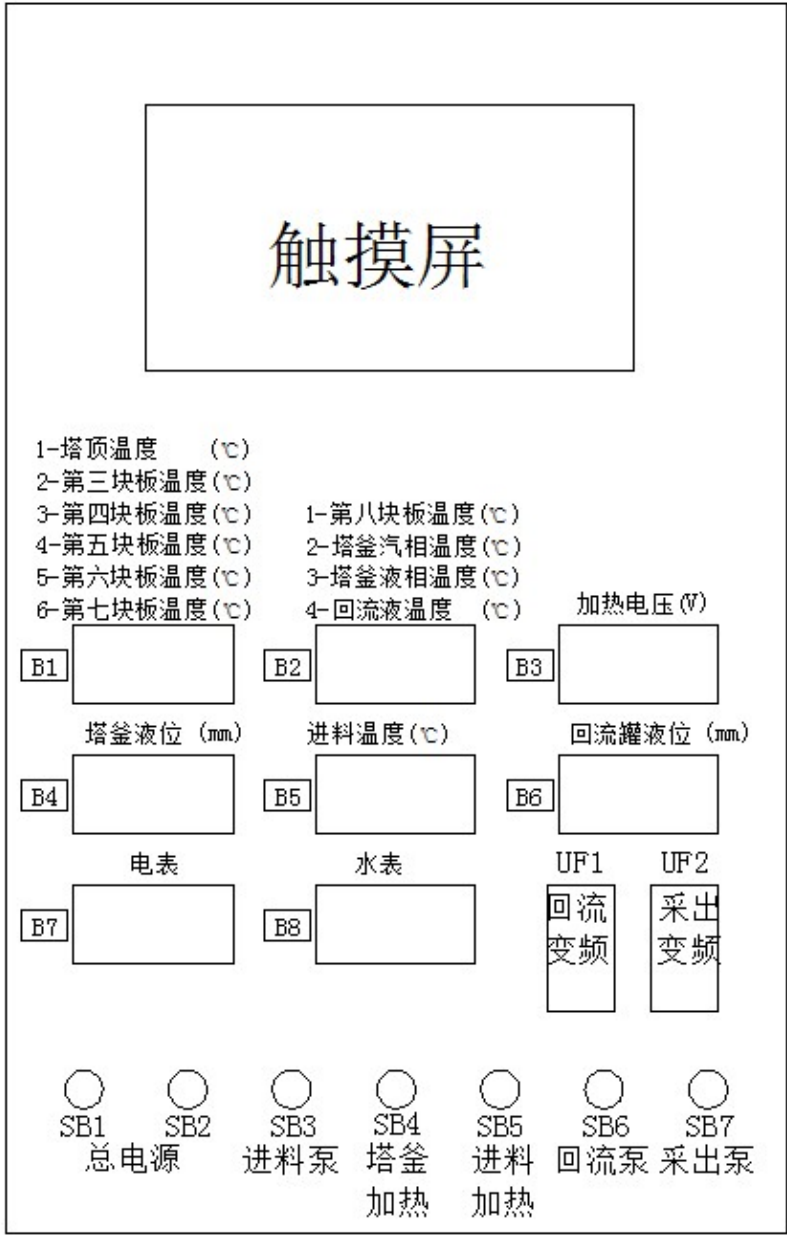 触摸屏
1-塔顶温度 (℃)
2-第三块板温度(℃)
3-第四块板温度(℃)
4-第五块板温度(℃)
5-第六块板温度(℃)
6-第七块板温度(℃)
1-第八块板温度(℃)
2-塔釜汽相温度(℃)
3-塔釜液相温度(℃)
4-回流液温度 (℃)
加热电压(V)
B1
B2
B3
塔釜液位 (mm)
进料温度(℃)
回流罐液位 (mm)
B4
B5
B6
电表
水表
UF1
UF2
B7
B8
回流
变频
采出
变频
SB1
SB2
SB3
SB4
SB5
SB6
SB7
总电源
进料泵
塔釜
加热
进料
加热
回流泵
采出泵